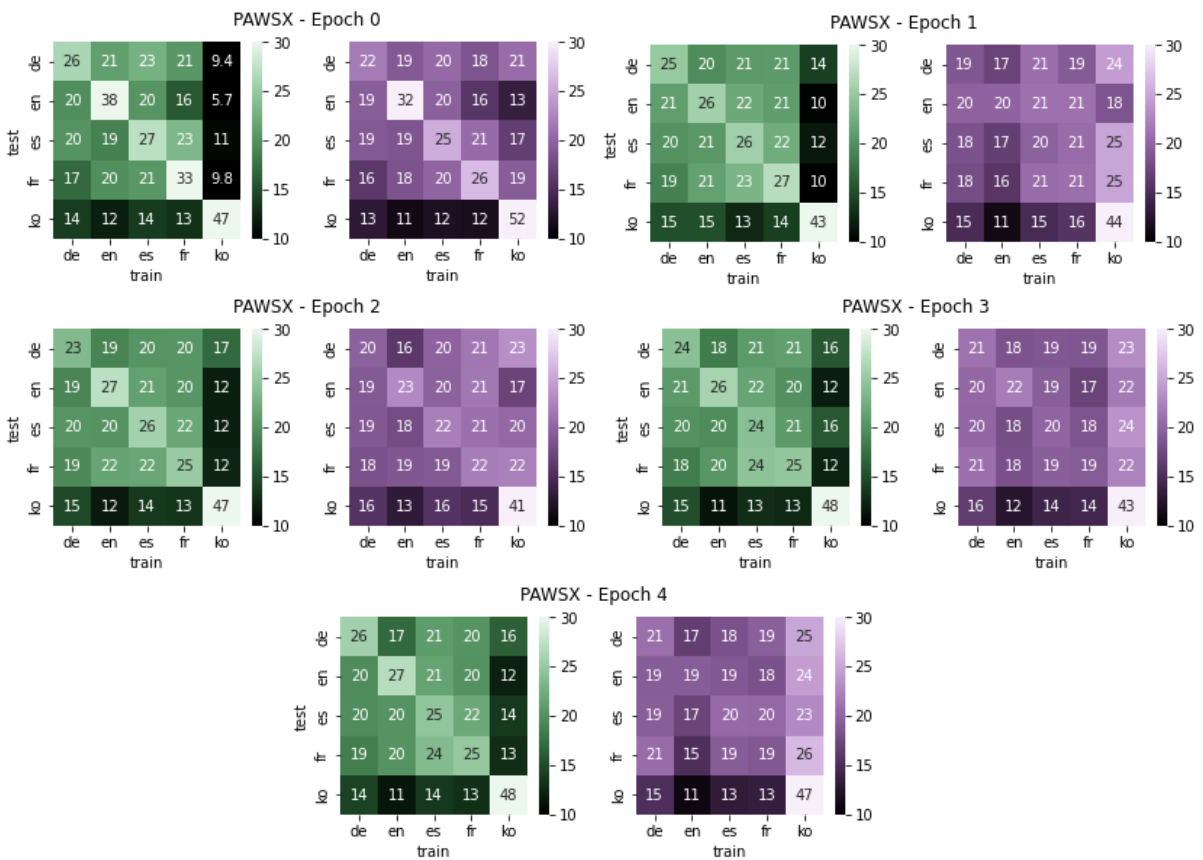 PAWSX - Epoch 0
test
de 26 21 23 21 9.4
en 20 38 20 16 5.7
es 20 19 27 23 11
fr 17 20 21 33 9.8
ko 14 12 14 13 47
de en es fr ko
train
30
25
20
15
10
de 22 19 20 18 21
en 19 32 20 16 13
es 19 19 25 21 17
fr 16 18 20 26 19
ko 13 11 12 12 52
de en es fr ko
train
30
25
20
15
10
PAWSX - Epoch 1
test
de 25 20 21 21 14
en 21 26 22 21 10
es 20 21 26 22 12
fr 19 21 23 27 10
ko 15 15 13 14 43
de en es fr ko
train
30
25
20
15
10
de 19 17 21 19 24
en 20 20 21 21 18
es 18 17 20 21 25
fr 18 16 21 21 25
ko 15 11 15 16 44
de en es fr ko
train
30
25
20
15
10
PAWSX - Epoch 2
test
de 23 19 20 20 17
en 19 27 21 20 12
es 20 20 26 22 12
fr 19 22 22 25 12
ko 15 12 14 13 47
de en es fr ko
train
30
25
20
15
10
de 20 16 20 21 23
en 19 23 20 21 17
es 19 18 22 21 20
fr 18 19 19 22 22
ko 16 13 16 15 41
de en es fr ko
train
30
25
20
15
10
PAWSX - Epoch 3
test
de 24 18 21 21 16
en 21 26 22 20 12
es 20 20 24 21 16
fr 18 20 24 25 12
ko 15 11 13 13 48
de en es fr ko
train
30
25
20
15
10
de 21 18 19 19 23
en 20 22 19 17 22
es 20 18 20 18 24
fr 21 18 19 19 22
ko 16 12 14 14 43
de en es fr ko
train
30
25
20
15
10
PAWSX - Epoch 4
test
de 26 17 21 20 16
en 20 27 21 20 12
es 20 20 25 22 14
fr 19 20 24 25 13
ko 14 11 14 13 48
de en es fr ko
train
30
25
20
15
10
de 21 17 18 19 25
en 19 19 19 18 24
es 19 17 20 20 23
fr 21 15 19 19 26
ko 15 11 13 13 47
de en es fr ko
train
30
25
20
15
10